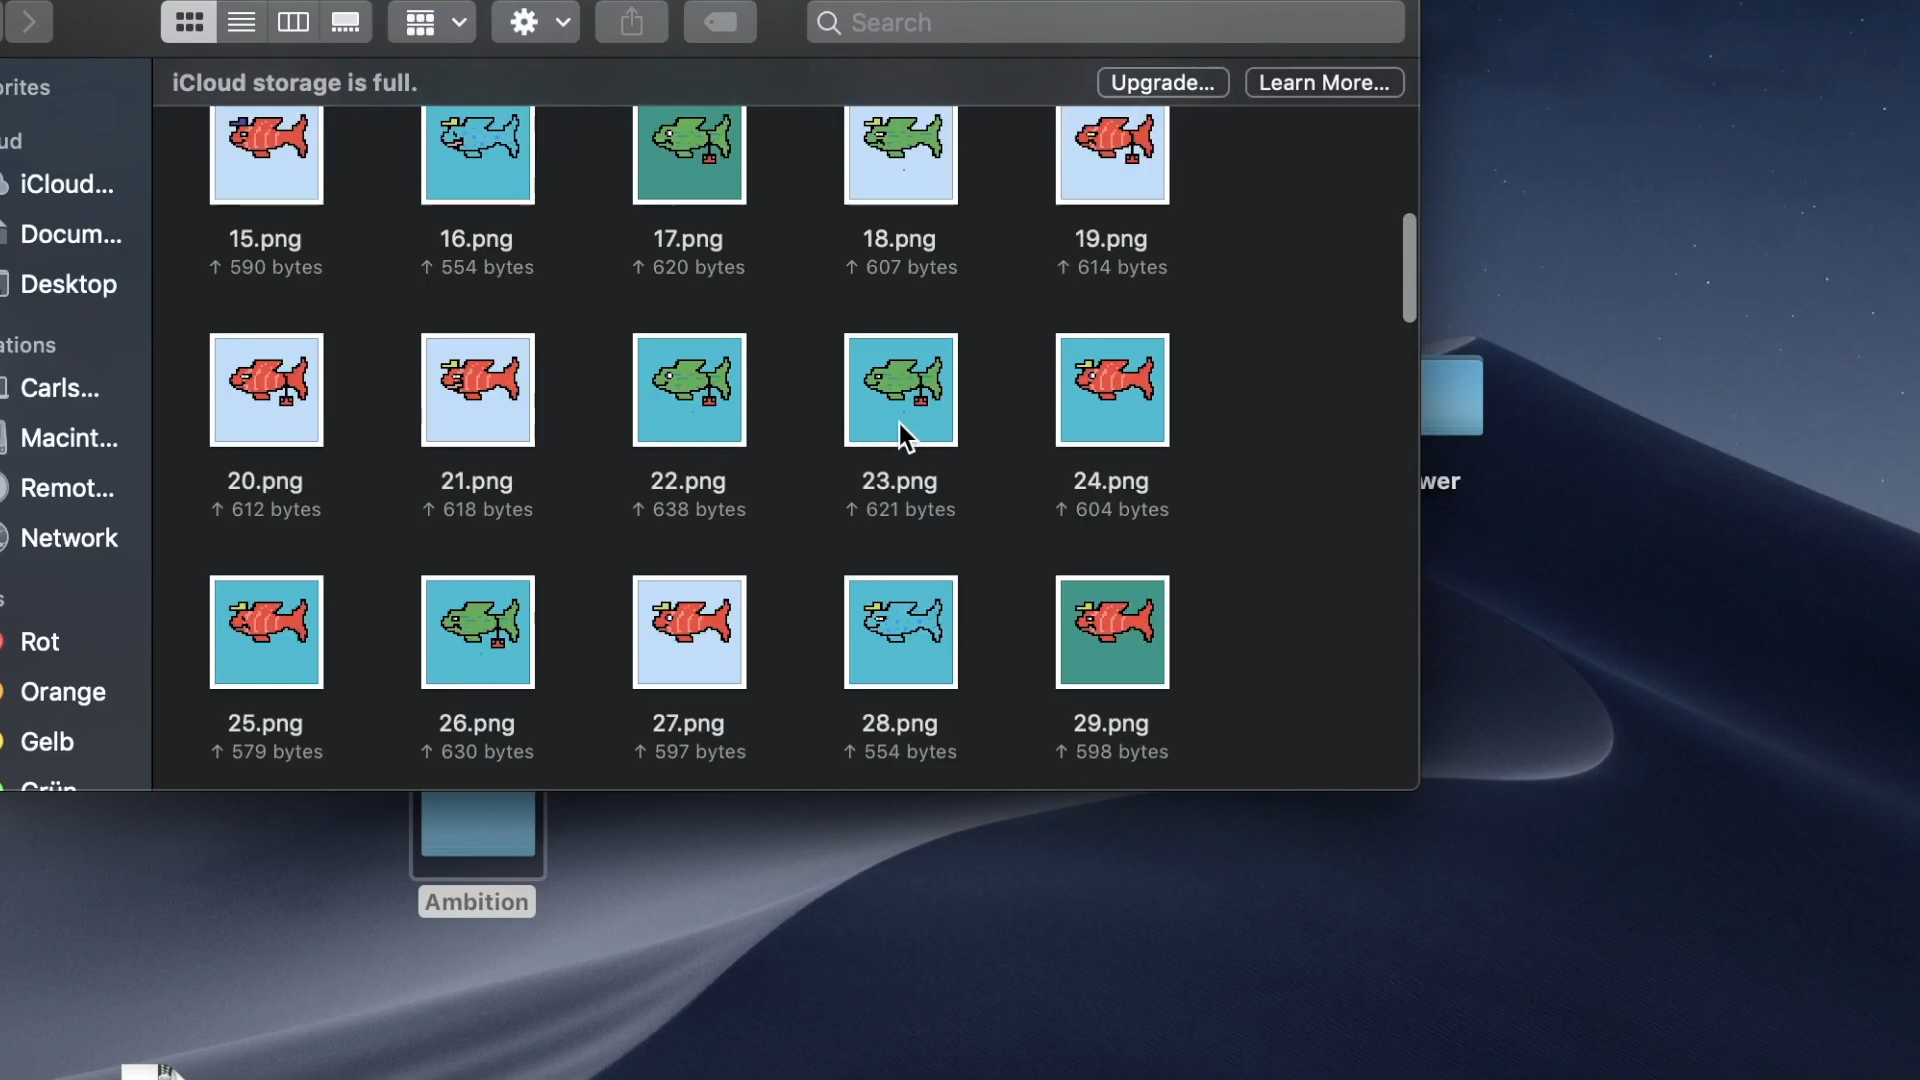 Search
orites
iCloud storage is full.
Upgrade...
Learn More...
ud
iCloud...
Docum...
Desktop
ations
Carls...
Macint...
Remot...
Network
s
Rot
Orange
Gelb
Grün
15.png
16.png
17.png
18.png
19.png
↑ 590 bytes
↑ 554 bytes
↑ 620 bytes
↑ 607 bytes
↑ 614 bytes
20.png
21.png
22.png
23.png
24.png
↑ 612 bytes
↑ 618 bytes
↑ 638 bytes
↑ 621 bytes
↑ 604 bytes
25.png
26.png
27.png
28.png
29.png
↑ 579 bytes
↑ 630 bytes
↑ 597 bytes
↑ 554 bytes
↑ 598 bytes
wer
Ambition